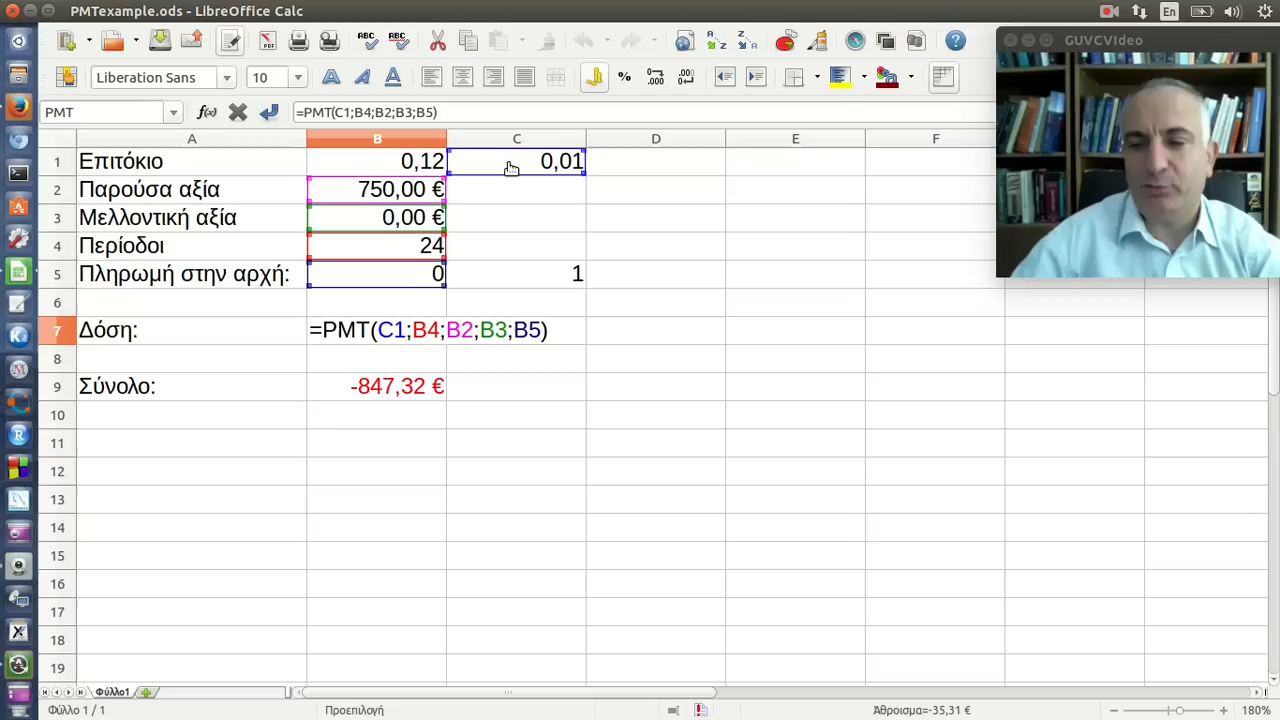 PMTexample.ods - LibreOffice Calc
En
GUVCVIdeo
Liberation Sans
10
PMT
=PMT(C1;B4;B2;B3;B5)
A B C D E F
1 Επιτόκιο 0,12 0,01
2 Παρούσα αξία 750,00 €
3 Μελλοντική αξία 0,00 €
4 Περίοδοι 24
5 Πληρωμή στην αρχή: 0 1
6
7 Δόση: =PMT(C1;B4;B2;B3;B5)
8
9 Σύνολο: -847,32 €
10
11
12
13
14
15
16
17
18
19
Φύλλο1
Φύλλο 1 / 1 Προεπιλογή Άθροισμα=-35,31 € 180%